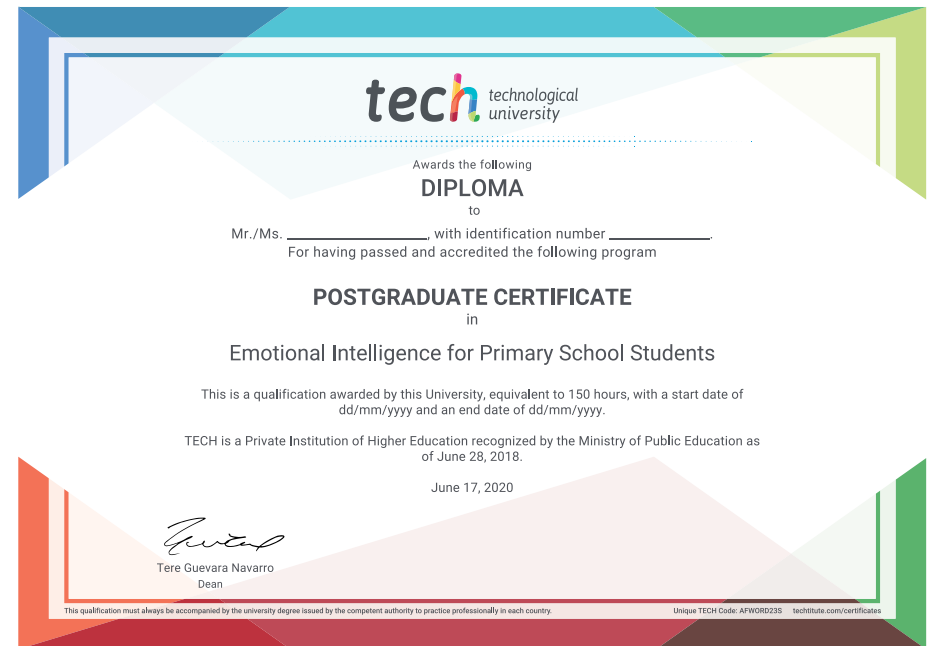 tech technological
university
Awards the following
DIPLOMA
to
Mr./Ms. ____________________, with identification number ______________.
For having passed and accredited the following program
POSTGRADUATE CERTIFICATE
in
Emotional Intelligence for Primary School Students
This is a qualification awarded by this University, equivalent to 150 hours, with a start date of
dd/mm/yyyy and an end date of dd/mm/yyyy.
TECH is a Private Institution of Higher Education recognized by the Ministry of Public Education as
of June 28, 2018.
June 17, 2020
Tere Guevara Navarro
Dean
This qualification must always be accompanied by the university degree issued by the competent authority to practice professionally in each country.
Unique TECH Code: AFWORD23S techtitute.com/certificates